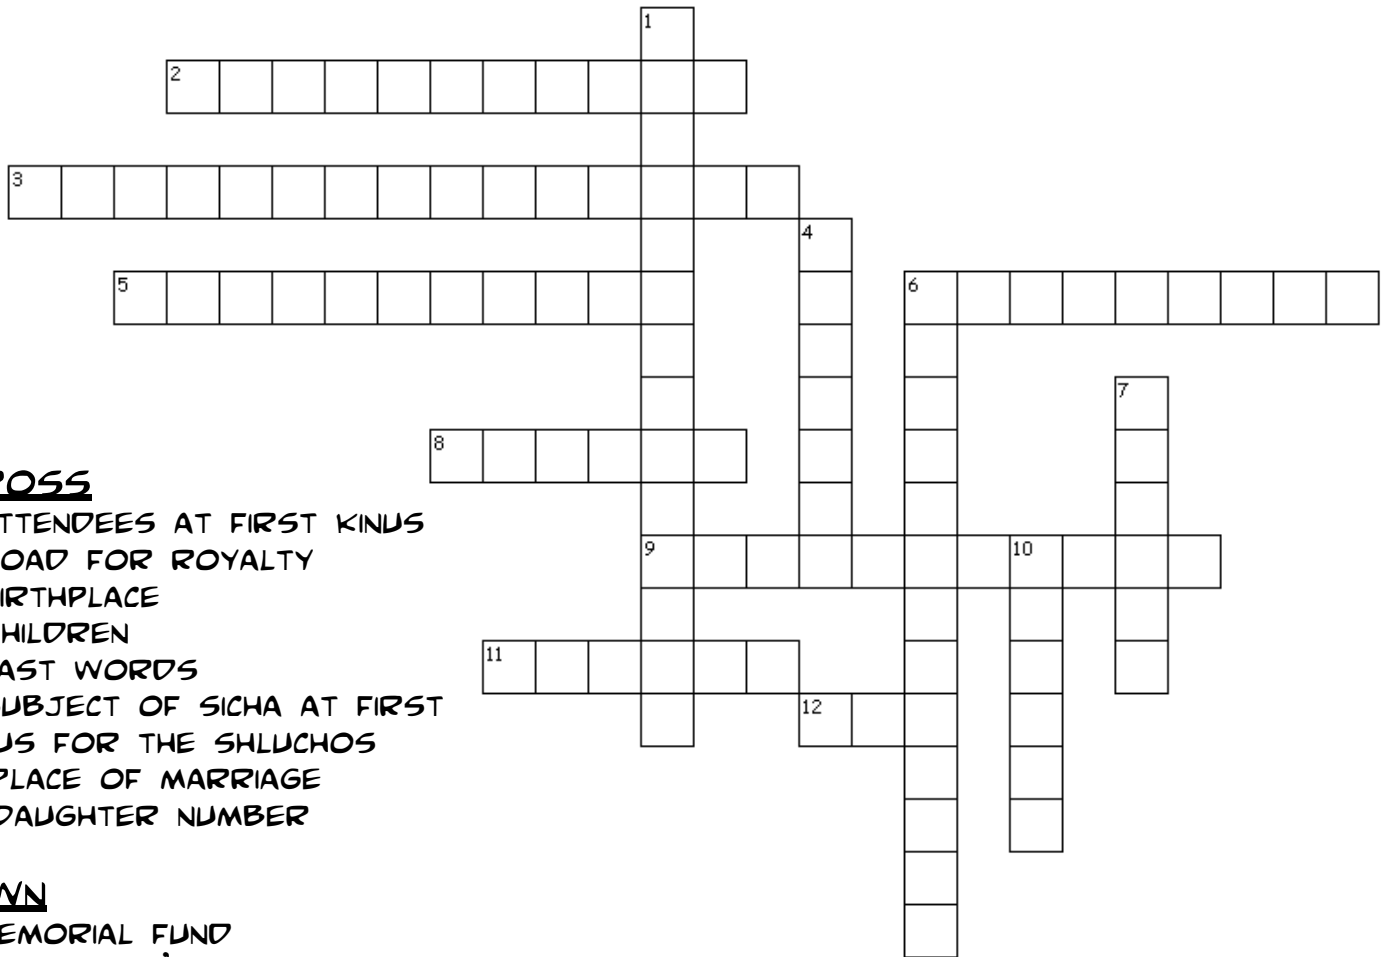 1
2
3
4
5
6
7
8
ROSS
TTENDEES AT FIRST KINUS
9
10
OAD FOR ROYALTY
IRTHPLACE
HILDREN
11
AST WORDS
UBJECT OF SICHA AT FIRST
12
US FOR THE SHLUCHOS
PLACE OF MARRIAGE
DAUGHTER NUMBER
WN
EMORIAL FUND